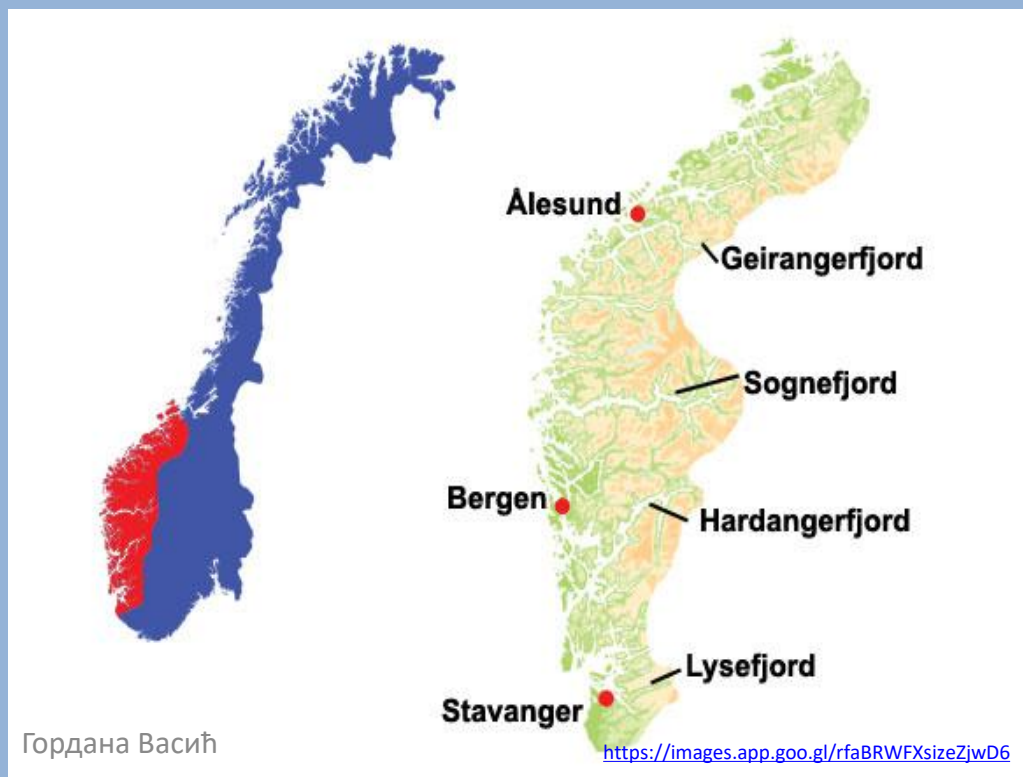 Ålesund
Geirangerfjord
Sognefjord
Bergen
Hardangerfjord
Lysefjord
Stavanger
Гордана Васић
https://images.app.goo.gl/rfaBRWFXsizeZjwD6